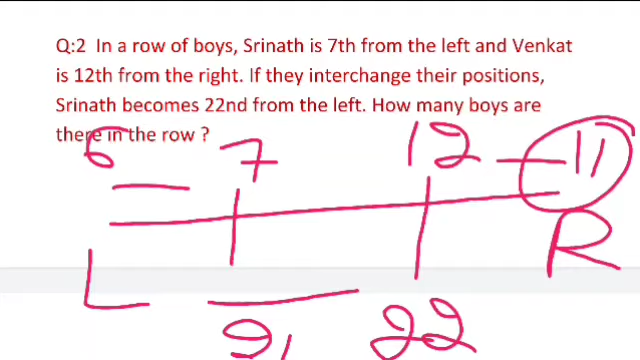 Q:2 In a row of boys, Srinath is 7th from the left and Venkat
is 12th from the right. If they interchange their positions,
Srinath becomes 22nd from the left. How many boys are
there in the row ?
6 7 12 11
L R
21 22